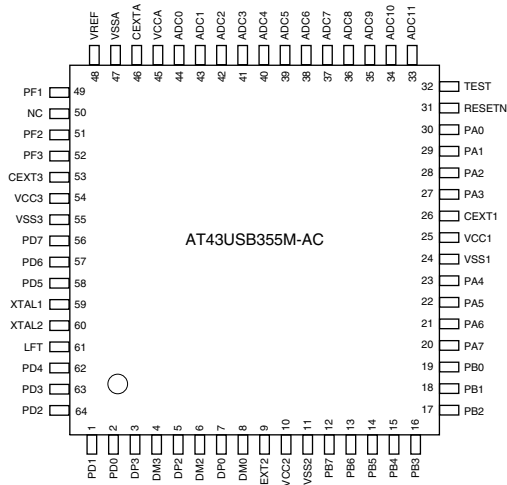 VREF
VSSA
CEXTA
VCCA
ADC0
ADC1
ADC2
ADC3
ADC4
ADC5
ADC6
ADC7
ADC8
ADC9
ADC10
ADC11
48
47
46
45
44
43
42
41
40
39
38
37
36
35
34
33
PF1 49
NC 50
PF2 51
PF3 52
CEXT3 53
VCC3 54
VSS3 55
PD7 56
PD6 57
PD5 58
XTAL1 59
XTAL2 60
LFT 61
PD4 62
PD3 63
PD2 64
AT43USB355M-AC
32 TEST
31 RESETN
30 PA0
29 PA1
28 PA2
27 PA3
26 CEXT1
25 VCC1
24 VSS1
23 PA4
22 PA5
21 PA6
20 PA7
19 PB0
18 PB1
17 PB2
1
2
3
4
5
6
7
8
9
10
11
12
13
14
15
16
PD1
PD0
DP3
DM3
DP2
DM2
DP0
DM0
EXT2
VCC2
VSS2
PB7
PB6
PB5
PB4
PB3